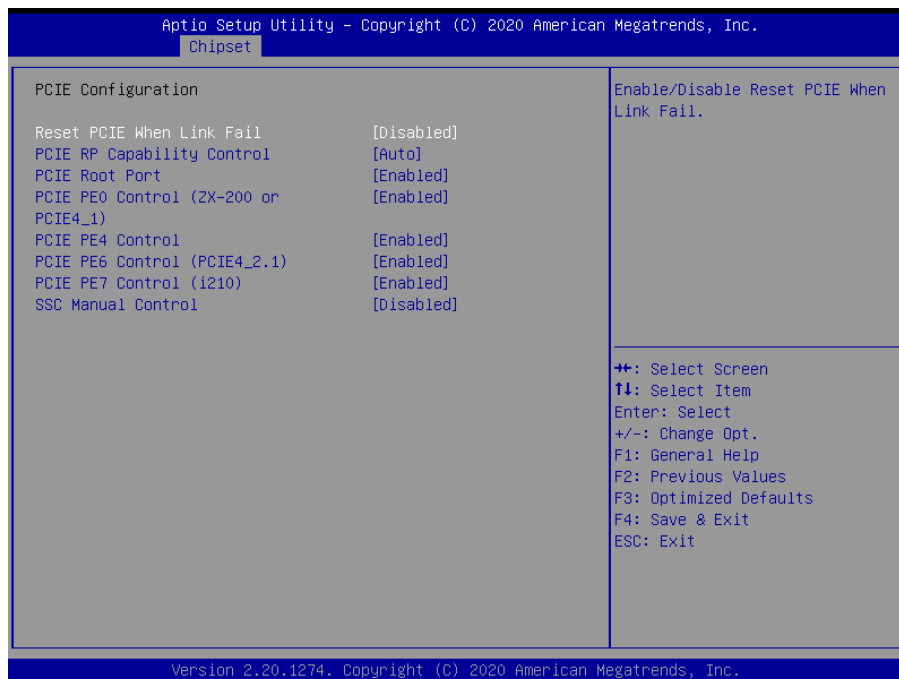 Aptio Setup Utility – Copyright (C) 2020 American Megatrends, Inc.
Chipset
PCIE Configuration
Reset PCIE When Link Fail [Disabled]
PCIE RP Capability Control [Auto]
PCIE Root Port [Enabled]
PCIE PE0 Control (ZX-200 or [Enabled]
PCIE4_1)
PCIE PE4 Control [Enabled]
PCIE PE6 Control (PCIE4_2.1) [Enabled]
PCIE PE7 Control (i210) [Enabled]
SSC Manual Control [Disabled]
Enable/Disable Reset PCIE When
Link Fail.
→←: Select Screen
↑↓: Select Item
Enter: Select
+/-: Change Opt.
F1: General Help
F2: Previous Values
F3: Optimized Defaults
F4: Save & Exit
ESC: Exit
Version 2.20.1274. Copyright (C) 2020 American Megatrends, Inc.